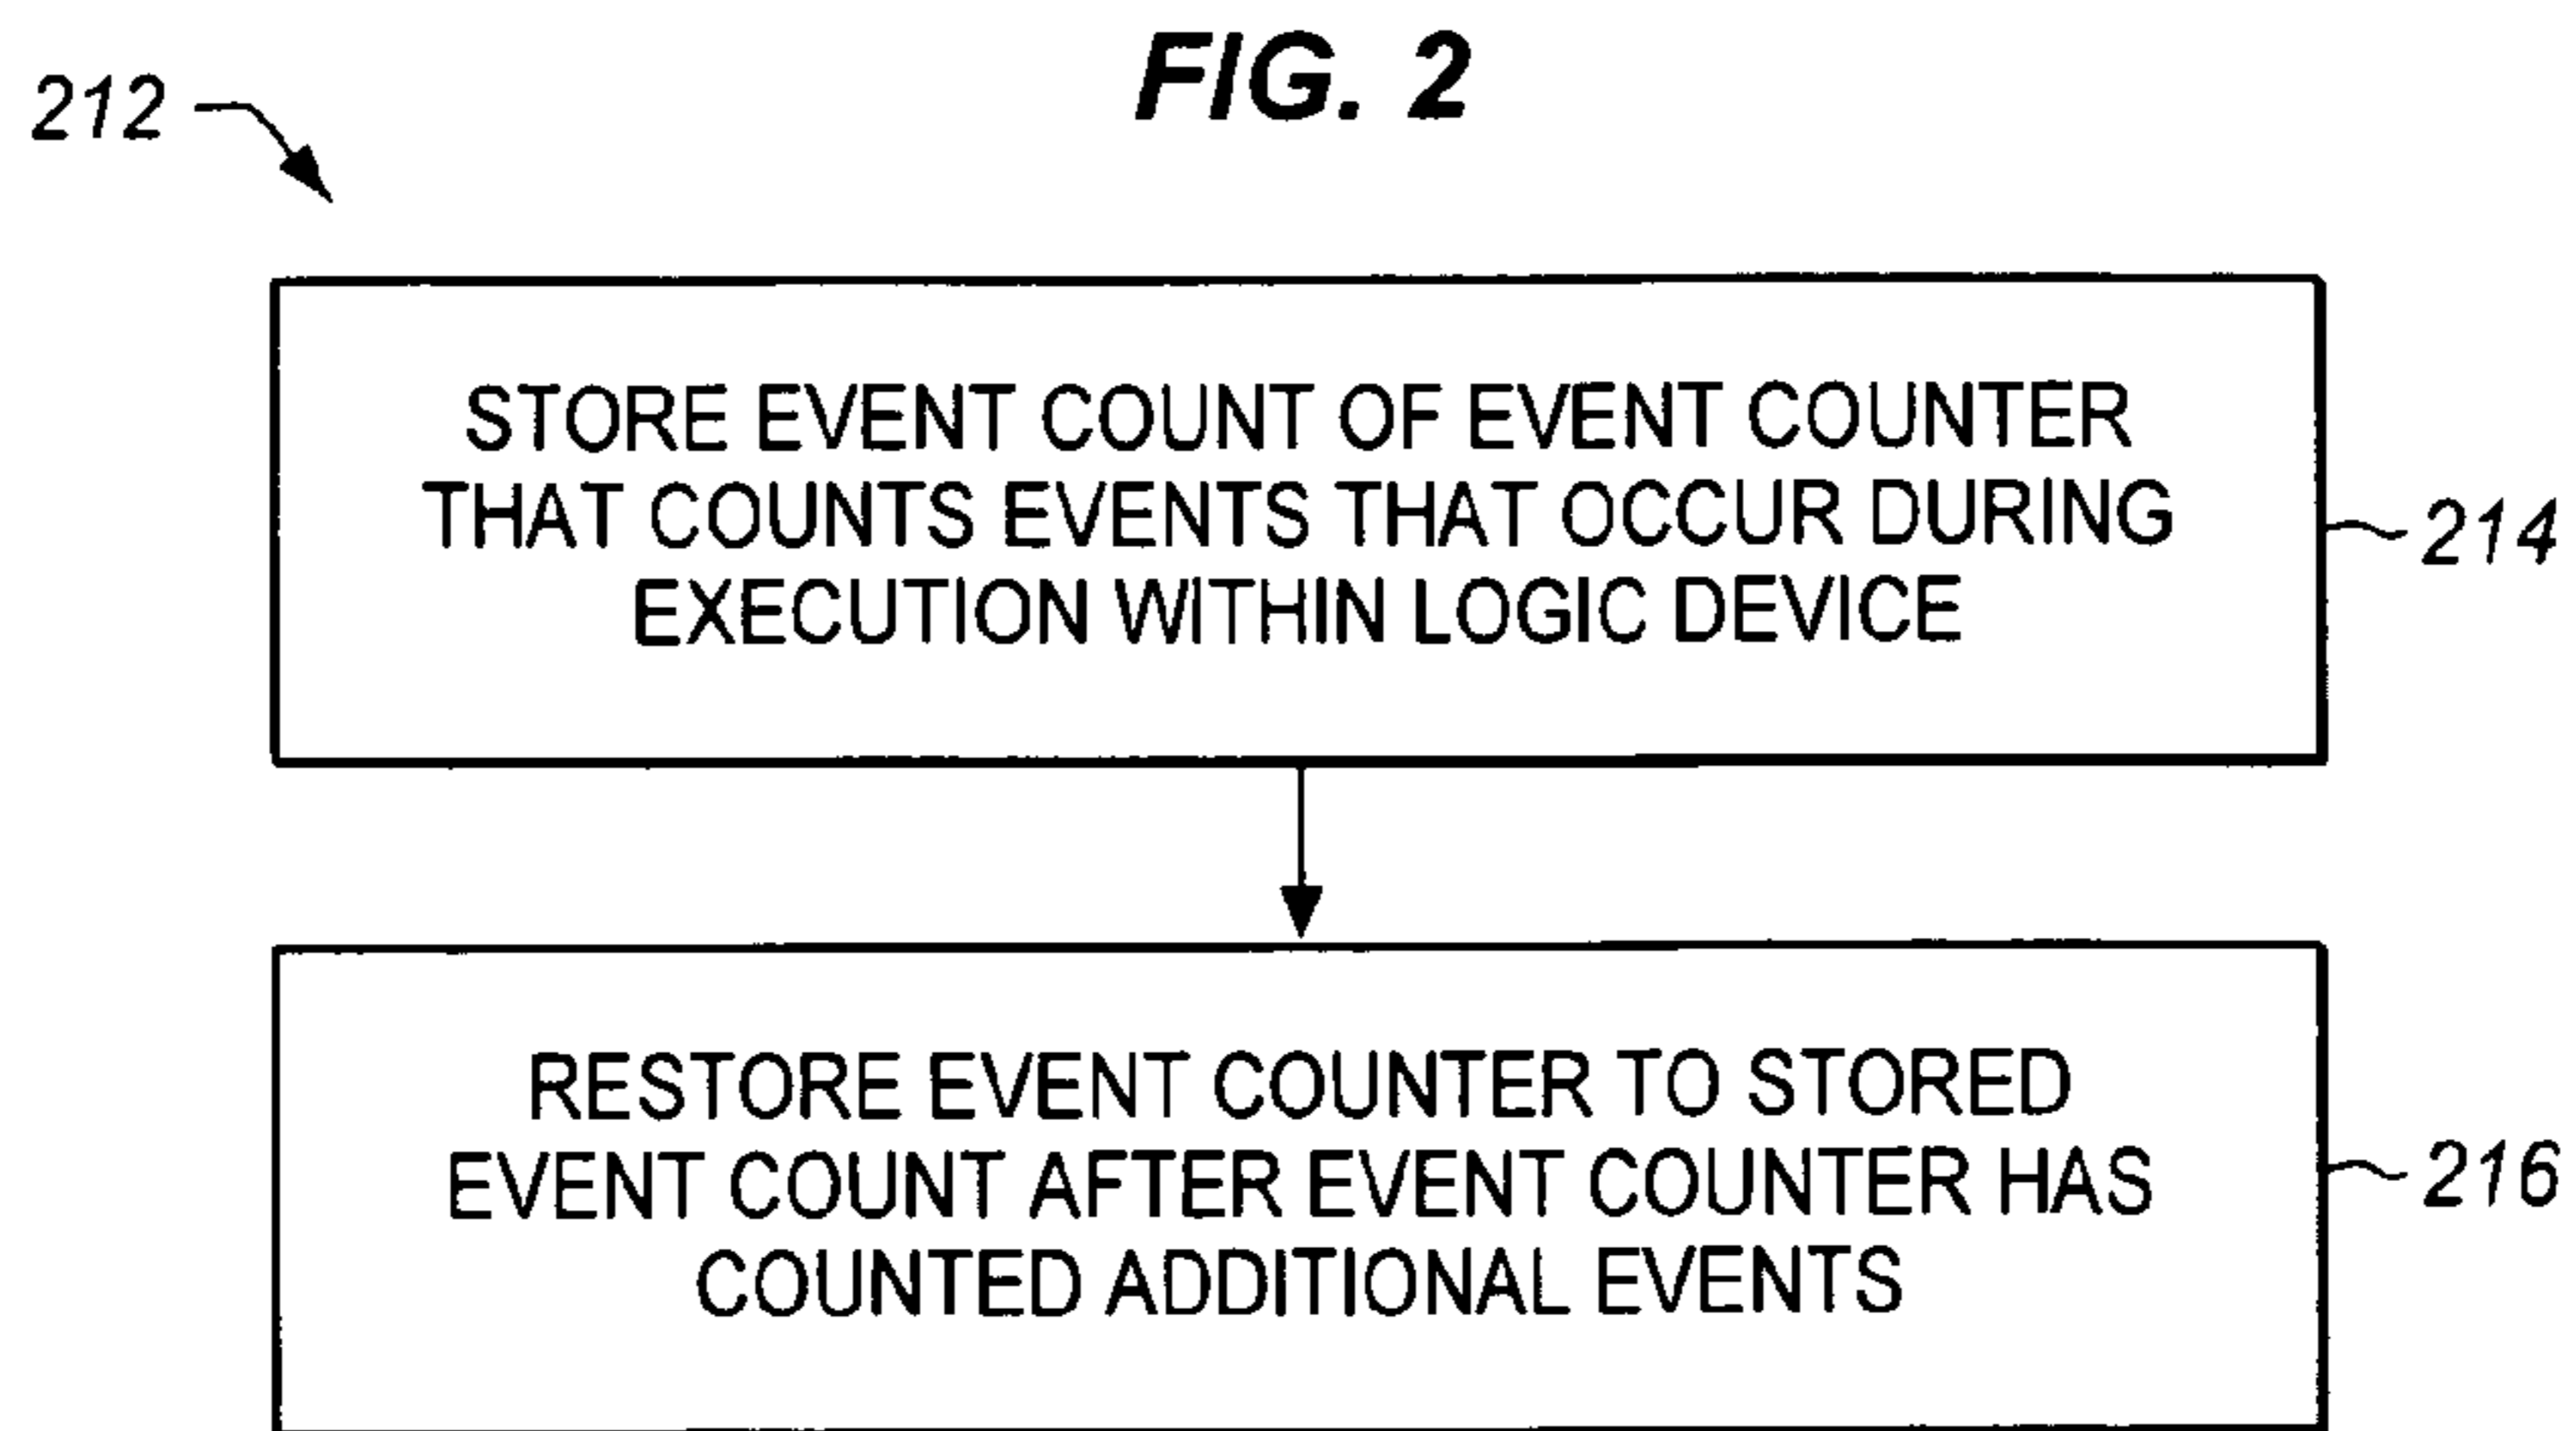 FIG. 2
212
STORE EVENT COUNT OF EVENT COUNTER
THAT COUNTS EVENTS THAT OCCUR DURING
EXECUTION WITHIN LOGIC DEVICE
214
RESTORE EVENT COUNTER TO STORED
EVENT COUNT AFTER EVENT COUNTER HAS
COUNTED ADDITIONAL EVENTS
216